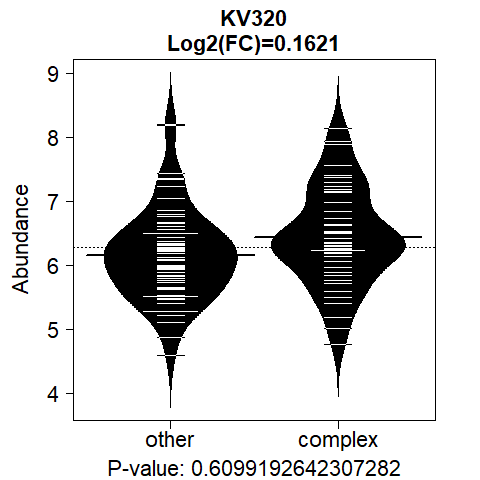 KV320
Log2(FC)=0.1621
9
8
7
6
5
4
Abundance
other complex
P-value: 0.6099192642307282